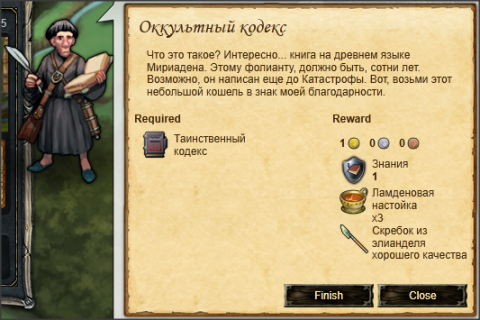 5
Оккультный кодекс
Что это такое? Интересно... книга на древнем языке
Мириадена. Этому фолианту, должно быть, сотни лет.
Возможно, он написан еще до Катастрофы. Вот, возьми этот
небольшой кошель в знак моей благодарности.
Required
Reward
Таинственный
кодекс
1 0 0
Знания
1
Ламденовая
настойка
x3
Скребок из
элианделя
хорошего качества
Finish
Close